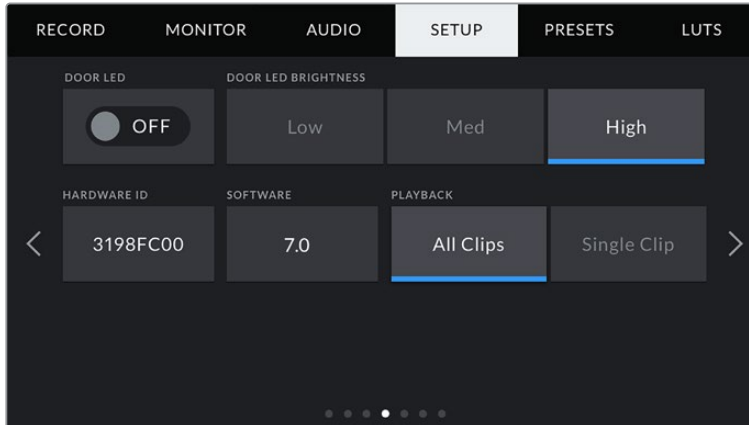 RECORD MONITOR AUDIO SETUP PRESETS LUTS
DOOR LED DOOR LED BRIGHTNESS
OFF Low Med High
HARDWARE ID SOFTWARE PLAYBACK
3198FC00 7.0 All Clips Single Clip